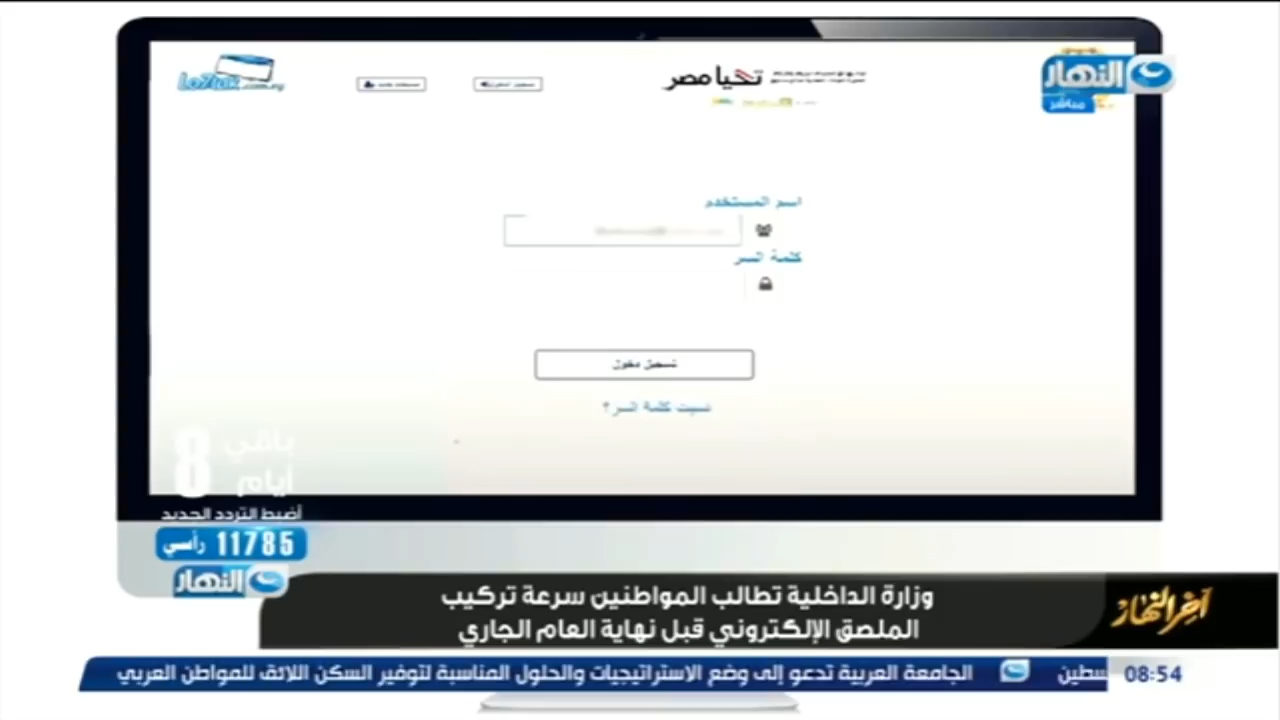 تحيا مصر
النهار
مباشر
اسم المستخدم
كلمة السر
تسجيل دخول
نسيت كلمة السر؟
باقي 8 أيام
أضبط التردد الجديد
11785 رأسي
النهار
آخر النهار
وزارة الداخلية تطالب المواطنين سرعة تركيب
الملصق الإلكتروني قبل نهاية العام الجاري
08:54
سطين
الجامعة العربية تدعو إلى وضع الاستراتيجيات والحلول المناسبة لتوفير السكن اللائق للمواطن العربي